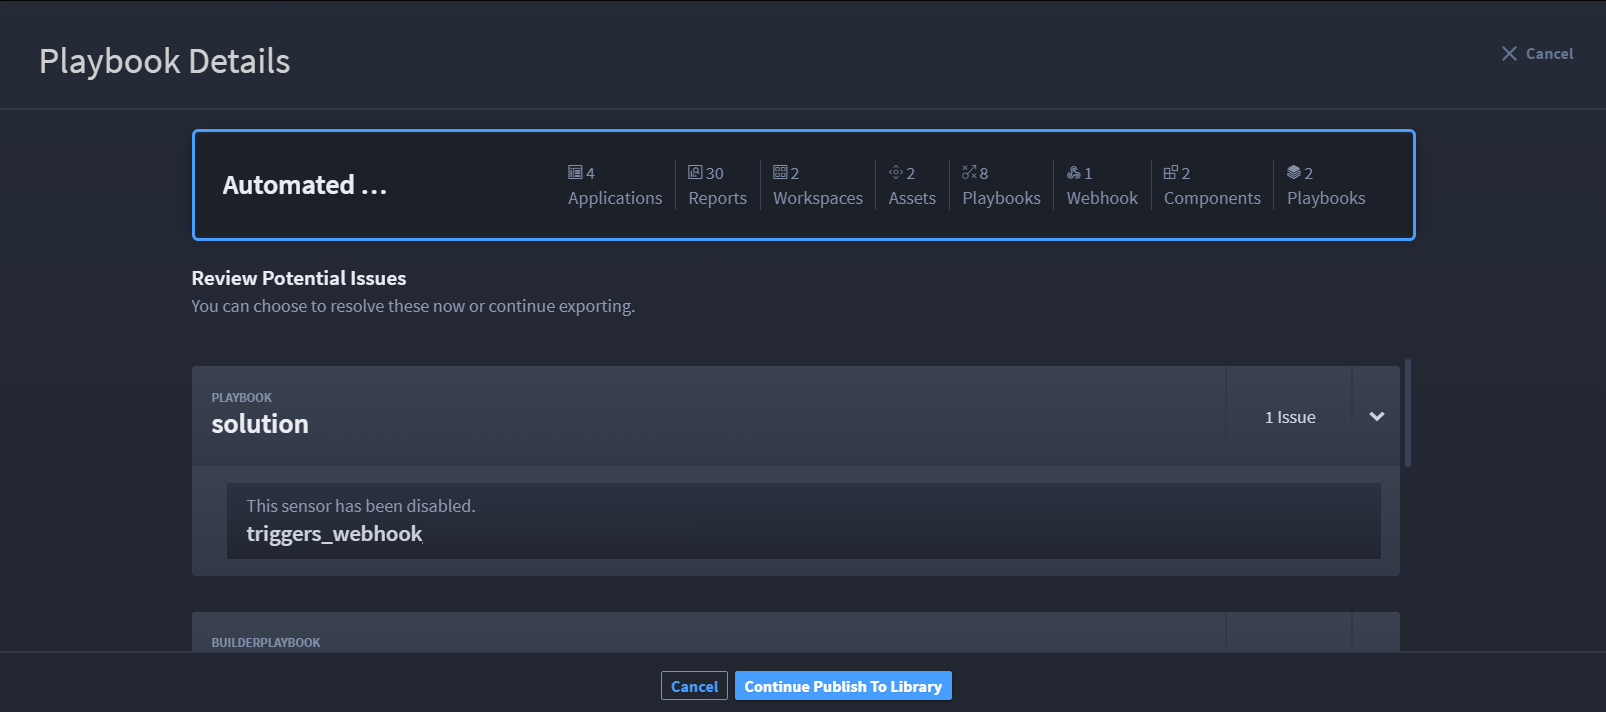 Playbook Details
Cancel
Automated ...
4
Applications
30
Reports
2
Workspaces
2
Assets
8
Playbooks
1
Webhook
2
Components
2
Playbooks
Review Potential Issues
You can choose to resolve these now or continue exporting.
PLAYBOOK
solution
1 Issue
This sensor has been disabled.
triggers_webhook
BUILDERPLAYBOOK
Cancel
Continue Publish To Library